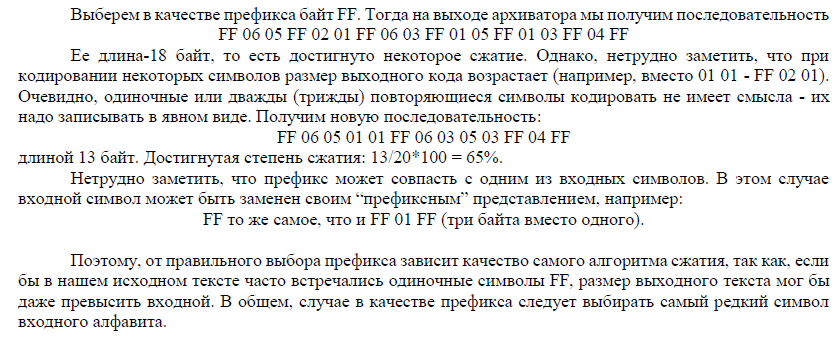 Выберем в качестве префикса байт FF. Тогда на выходе архиватора мы получим последовательность
FF 06 05 FF 02 01 FF 06 03 FF 01 05 FF 01 03 FF 04 FF
Ее длина-18 байт, то есть достигнуто некоторое сжатие. Однако, нетрудно заметить, что при
кодировании некоторых символов размер выходного кода возрастает (например, вместо 01 01 - FF 02 01).
Очевидно, одиночные или дважды (трижды) повторяющиеся символы кодировать не имеет смысла - их
надо записывать в явном виде. Получим новую последовательность:
FF 06 05 01 01 FF 06 03 05 03 FF 04 FF
длиной 13 байт. Достигнутая степень сжатия: 13/20*100 = 65%.
Нетрудно заметить, что префикс может совпасть с одним из входных символов. В этом случае
входной символ может быть заменен своим “префиксным” представлением, например:
FF то же самое, что и FF 01 FF (три байта вместо одного).
Поэтому, от правильного выбора префикса зависит качество самого алгоритма сжатия, так как, если
бы в нашем исходном тексте часто встречались одиночные символы FF, размер выходного текста мог бы
даже превысить входной. В общем, случае в качестве префикса следует выбирать самый редкий символ
входного алфавита.